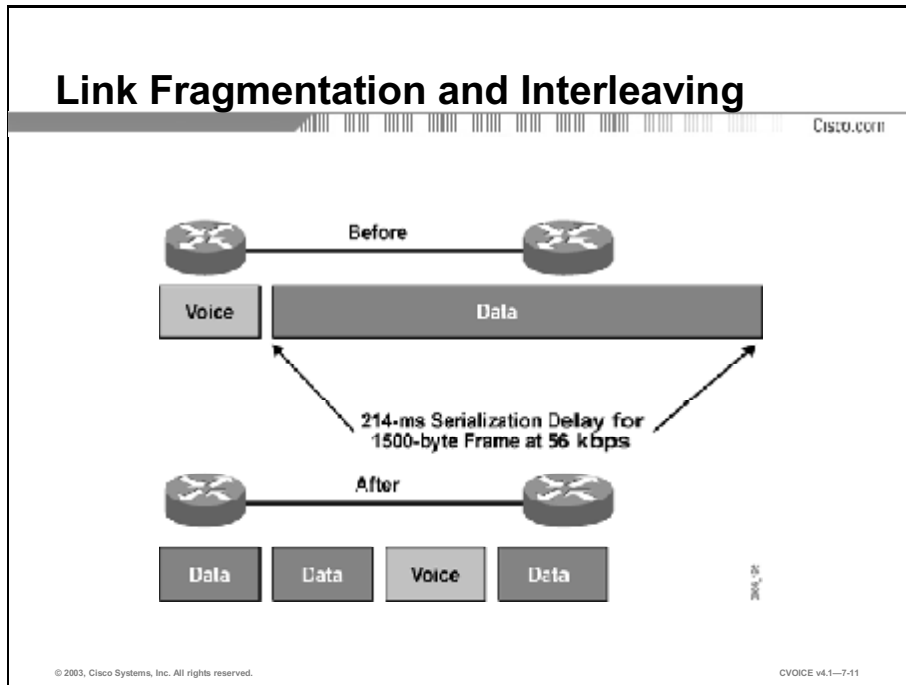 Link Fragmentation and Interleaving
Cisco.com
Before
Voice
Data
214-ms Serialization Delay for
1500-byte Frame at 56 kbps
After
Data
Data
Voice
Data
© 2003, Cisco Systems, Inc. All rights reserved.
CVOICE v4.1—7-11